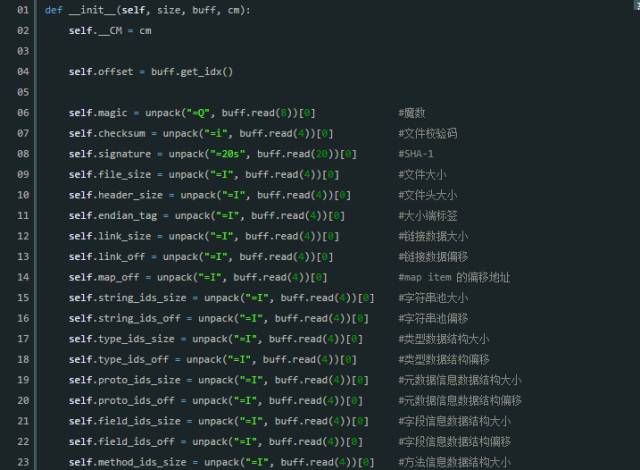 01 def __init__(self, size, buff, cm):
02     self.__CM = cm
03
04     self.offset = buff.get_idx()
05
06     self.magic = unpack("=Q", buff.read(8))[0]              #魔数
07     self.checksum = unpack("=i", buff.read(4))[0]           #文件校验码
08     self.signature = unpack("=20s", buff.read(20))[0]       #SHA-1
09     self.file_size = unpack("=I", buff.read(4))[0]          #文件大小
10     self.header_size = unpack("=I", buff.read(4))[0]        #文件头大小
11     self.endian_tag = unpack("=I", buff.read(4))[0]         #大小端标签
12     self.link_size = unpack("=I", buff.read(4))[0]          #链接数据大小
13     self.link_off = unpack("=I", buff.read(4))[0]           #链接数据偏移
14     self.map_off = unpack("=I", buff.read(4))[0]            #map item 的偏移地址
15     self.string_ids_size = unpack("=I", buff.read(4))[0]    #字符串池大小
16     self.string_ids_off = unpack("=I", buff.read(4))[0]     #字符串池偏移
17     self.type_ids_size = unpack("=I", buff.read(4))[0]      #类型数据结构大小
18     self.type_ids_off = unpack("=I", buff.read(4))[0]       #类型数据结构偏移
19     self.proto_ids_size = unpack("=I", buff.read(4))[0]     #元数据信息数据结构大小
20     self.proto_ids_off = unpack("=I", buff.read(4))[0]      #元数据信息数据结构偏移
21     self.field_ids_size = unpack("=I", buff.read(4))[0]     #字段信息数据结构大小
22     self.field_ids_off = unpack("=I", buff.read(4))[0]      #字段信息数据结构偏移
23     self.method_ids_size = unpack("=I", buff.read(4))[0]    #方法信息数据结构大小